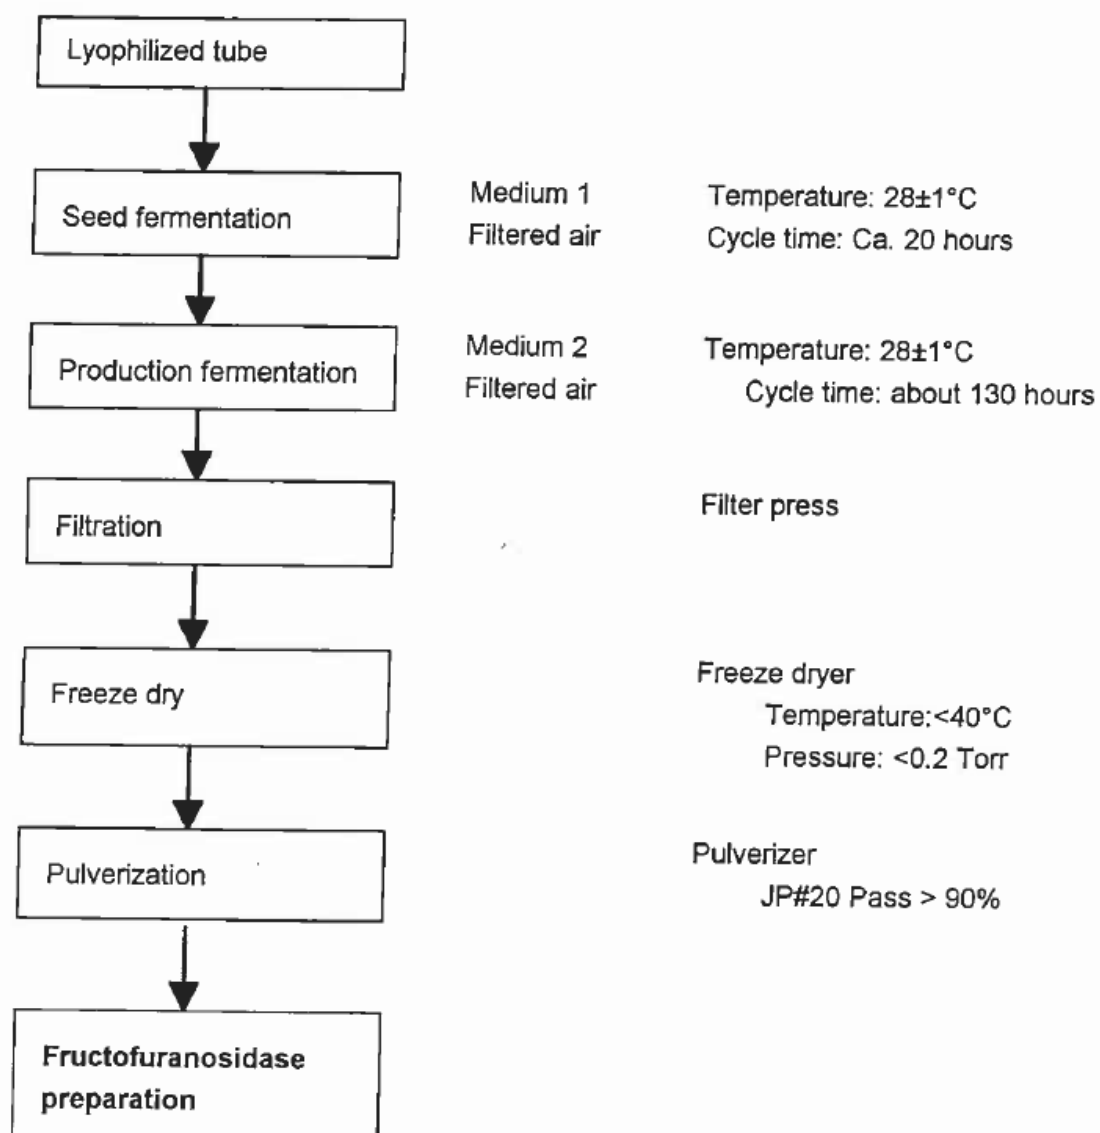 Lyophilized tube
Seed fermentation
Medium 1
Temperature: 28±1°C
Filtered air
Cycle time: Ca. 20 hours
Production fermentation
Medium 2
Temperature: 28±1°C
Filtered air
Cycle time: about 130 hours
Filtration
Filter press
Freeze dry
Freeze dryer
Temperature:<40°C
Pressure: <0.2 Torr
Pulverization
Pulverizer
JP#20 Pass > 90%
Fructofuranosidase
preparation